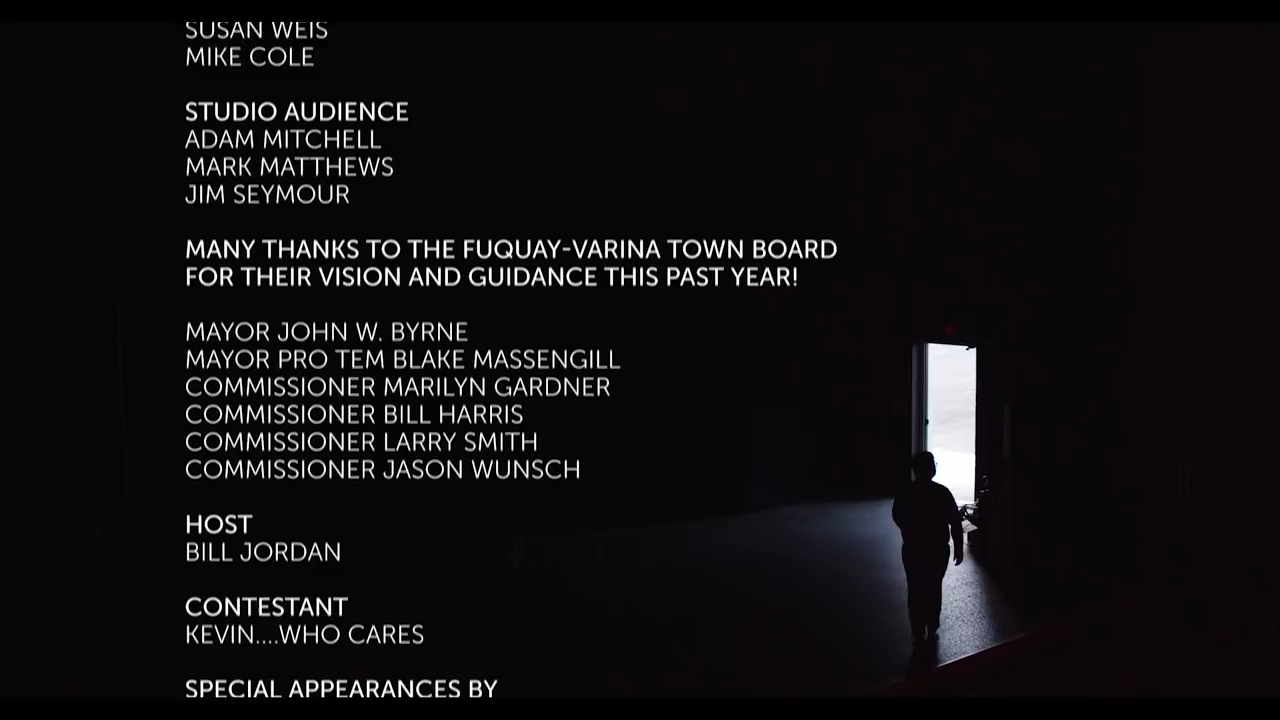 SUSAN WEIS
MIKE COLE
STUDIO AUDIENCE
ADAM MITCHELL
MARK MATTHEWS
JIM SEYMOUR
MANY THANKS TO THE FUQUAY-VARINA TOWN BOARD
FOR THEIR VISION AND GUIDANCE THIS PAST YEAR!
MAYOR JOHN W. BYRNE
MAYOR PRO TEM BLAKE MASSENGILL
COMMISSIONER MARILYN GARDNER
COMMISSIONER BILL HARRIS
COMMISSIONER LARRY SMITH
COMMISSIONER JASON WUNSCH
HOST
BILL JORDAN
CONTESTANT
KEVIN....WHO CARES
SPECIAL APPEARANCES BY